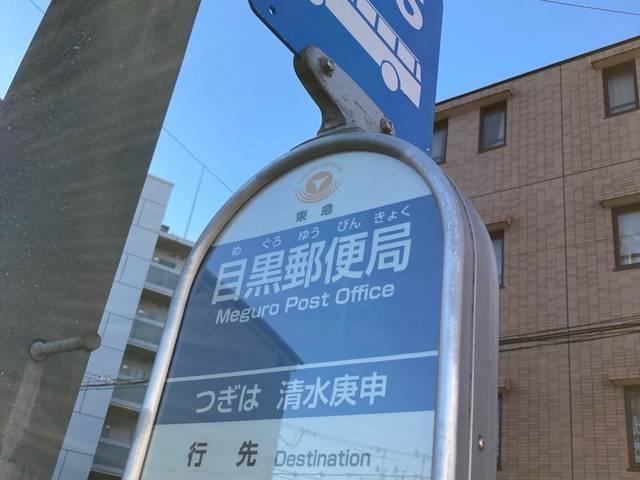 東急
めぐろゆうびんきょく
目黒郵便局
Meguro Post Office
つぎは 清水庚申
行先 Destination